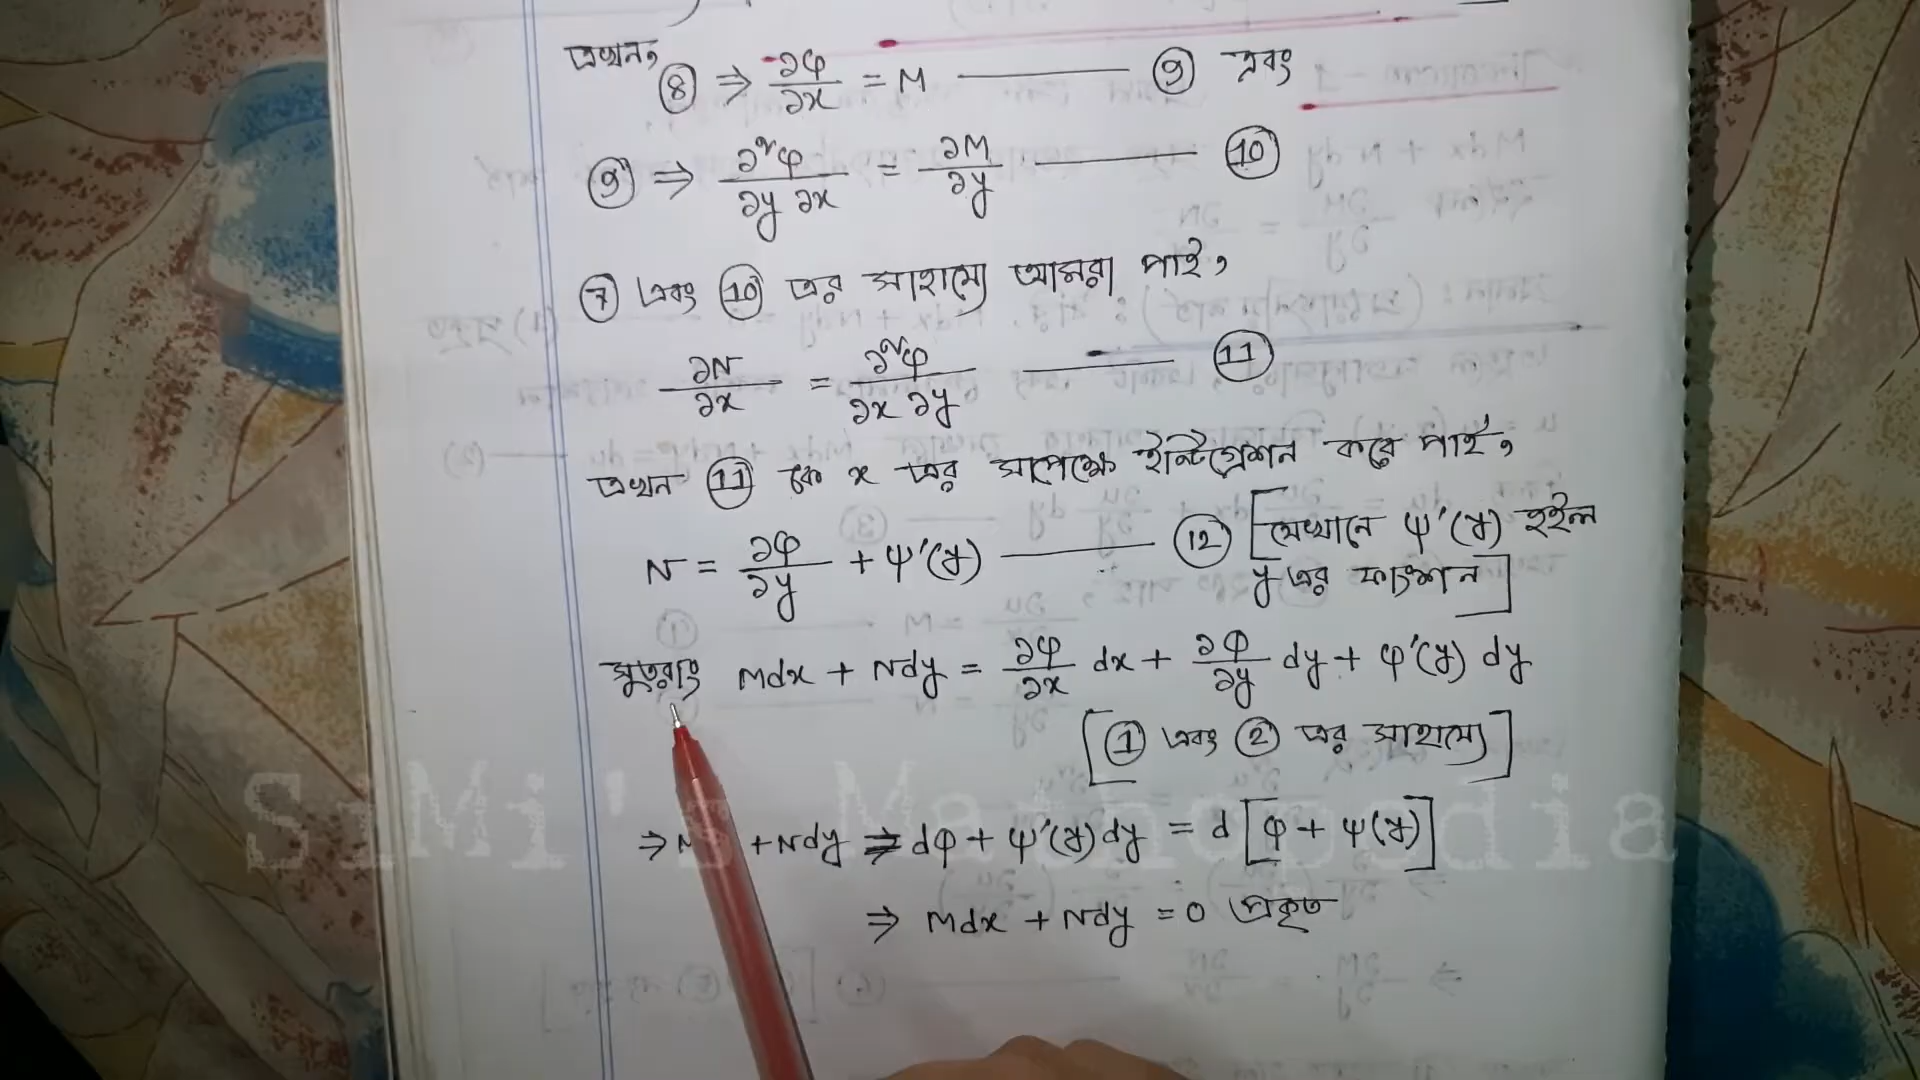 এখন,
⑧ ⇒ ∂φ/∂x = M ——— ⑨ এবং
⑨ ⇒ ∂²φ/∂y ∂x = ∂M/∂y ——— ⑩
⑦ এবং ⑩ এর সাহায্যে আমরা পাই,
∂N/∂x = ∂²φ/∂x ∂y ——— ⑪
এখন ⑪ কে x এর সাপেক্ষে ইন্টিগ্রেশন করে পাই,
N = ∂φ/∂y + ψ'(y) ——— ⑫ [যেখানে ψ'(y) হইল
y এর ফাংশন]
সুতরাং Mdx + Ndy = ∂φ/∂x dx + ∂φ/∂y dy + φ'(y) dy
[① এবং ② এর সাহায্যে]
⇒ M + Ndy ⇒ dφ + ψ'(y) dy = d[φ + ψ(y)]
⇒ Mdx + Ndy = 0 প্রকৃত
SiMi's Mathopedia